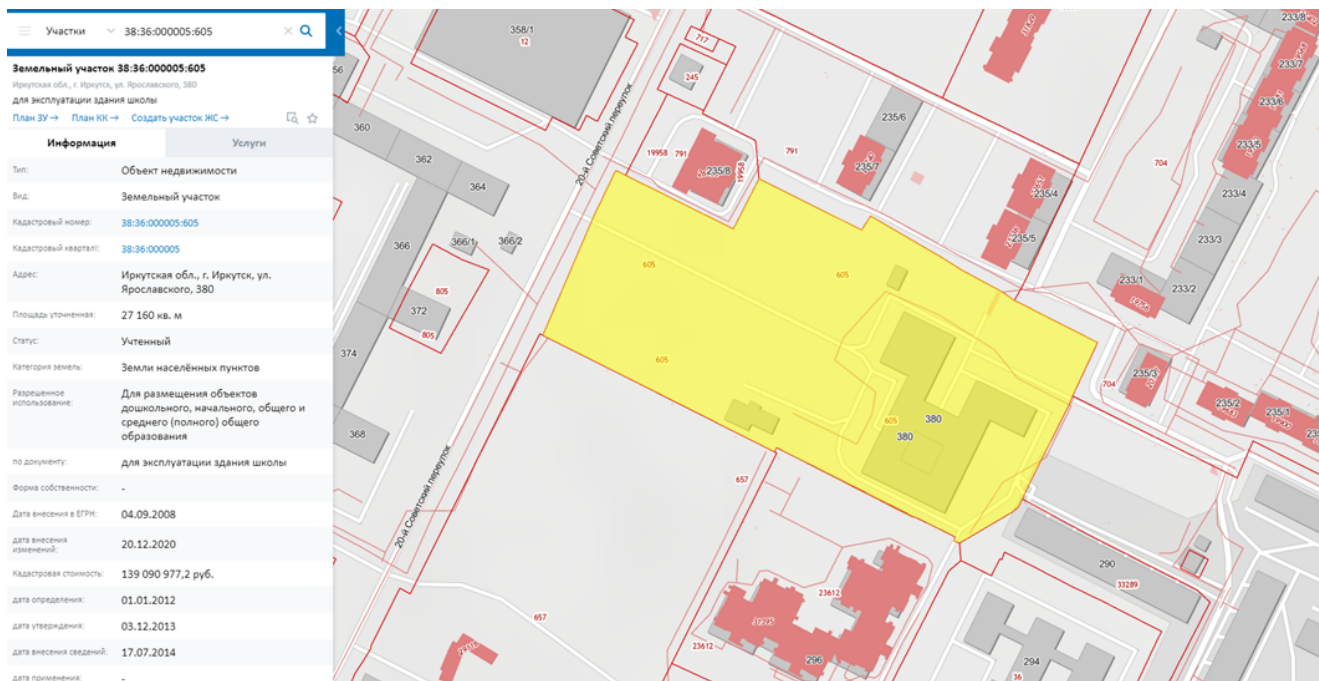 Участки
38:36:000005:605
Земельный участок 38:36:000005:605
Иркутская обл., г. Иркутск, ул. Ярославского, 380
для эксплуатации здания школы
План ЗУ → План КК → Создать участок ЖС →
Информация
Услуги
Тип: Объект недвижимости
Вид: Земельный участок
Кадастровый номер: 38:36:000005:605
Кадастровый квартал: 38:36:000005
Адрес: Иркутская обл., г. Иркутск, ул.
Ярославского, 380
Площадь уточненная: 27 160 кв. м
Статус: Учтенный
Категория земель: Земли населённых пунктов
Разрешенное
использование:
Для размещения объектов
дошкольного, начального, общего и
среднего (полного) общего
образования
по документу: для эксплуатации здания школы
Форма собственности: -
Дата внесения в ЕГРН: 04.09.2008
дата внесения
изменений:
20.12.2020
Кадастровая стоимость: 139 090 977,2 руб.
дата определения: 01.01.2012
дата утверждения: 03.12.2013
дата внесения сведений: 17.07.2014
дата применения: -
358/1
12
717
245
56
360
362
364
366
366/1
366/2
805
372
805
374
368
20-й Советский переулок
20-й Советский переулок
19958
791
235/8
19958
791
235/6
235/7
235/4
235/5
704
233/8
233/7
233/6
233/5
233/4
233/3
233/1
233/2
235/3
704
235/2
235/1
605
605
605
605
380
380
657
657
23612
31395
23612
296
290
33289
294
36